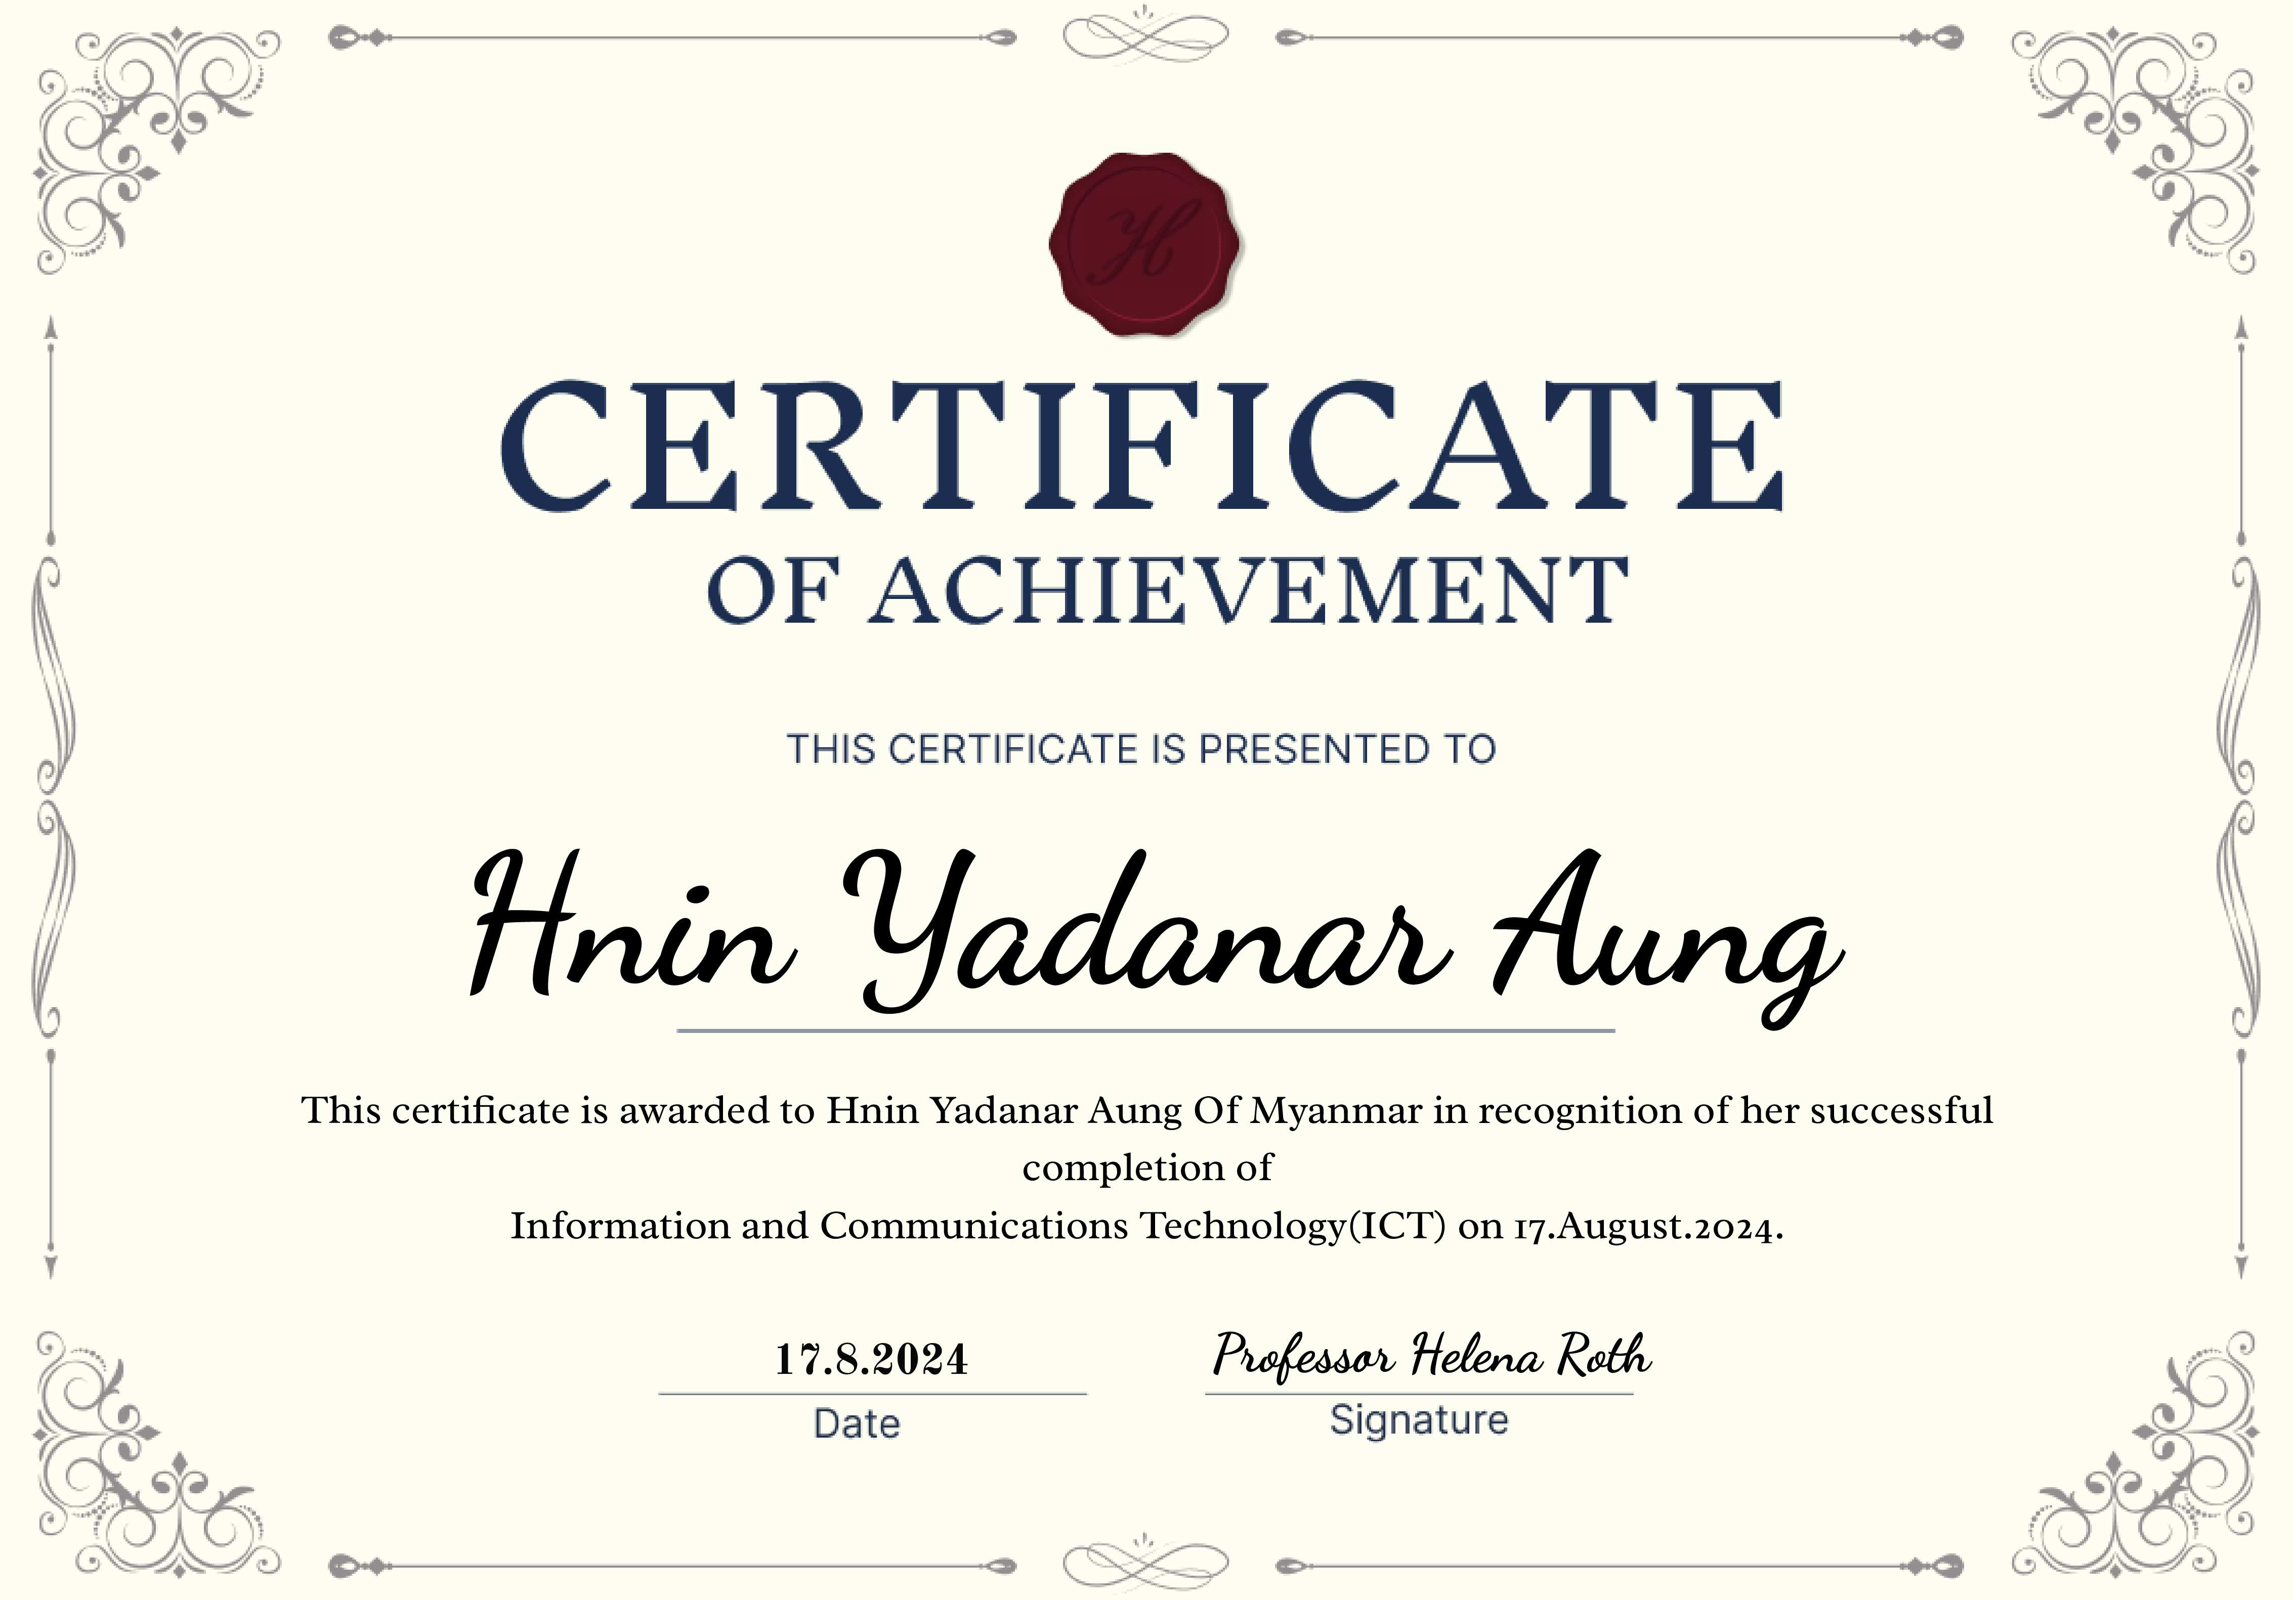 H
CERTIFICATE
OF ACHIEVEMENT
THIS CERTIFICATE IS PRESENTED TO
Hnin Yadanar Aung
This certificate is awarded to Hnin Yadanar Aung Of Myanmar in recognition of her successful
completion of
Information and Communications Technology(ICT) on 17.August.2024.
17.8.2024
Professor Helena Roth
Date
Signature